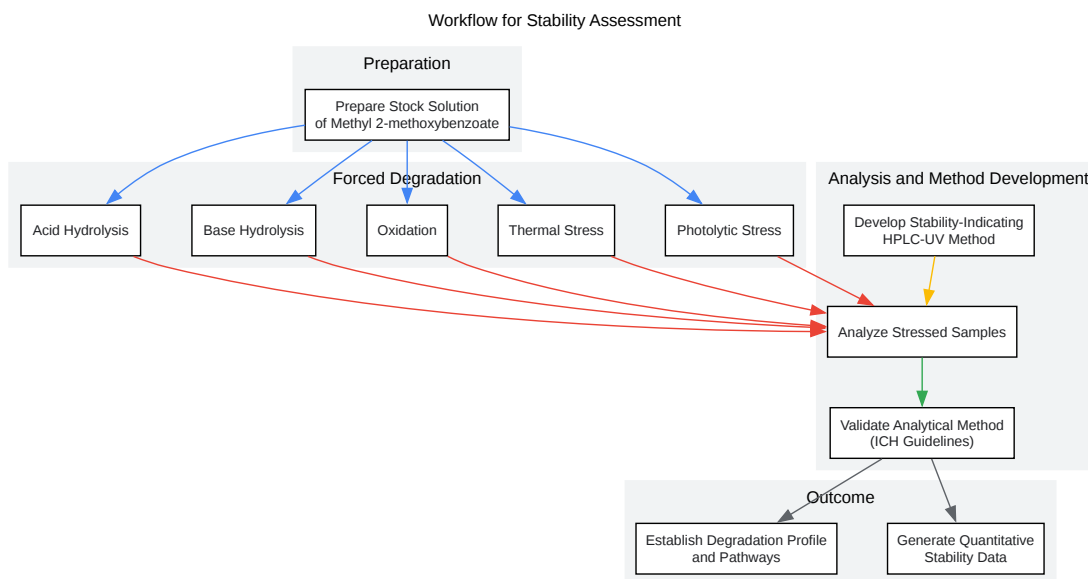 Workflow for Stability Assessment
Preparation
Prepare Stock Solution
of Methyl 2-methoxybenzoate
Forced Degradation
Acid Hydrolysis
Base Hydrolysis
Oxidation
Thermal Stress
Photolytic Stress
Analysis and Method Development
Develop Stability-Indicating
HPLC-UV Method
Analyze Stressed Samples
Validate Analytical Method
(ICH Guidelines)
Outcome
Establish Degradation Profile
and Pathways
Generate Quantitative
Stability Data